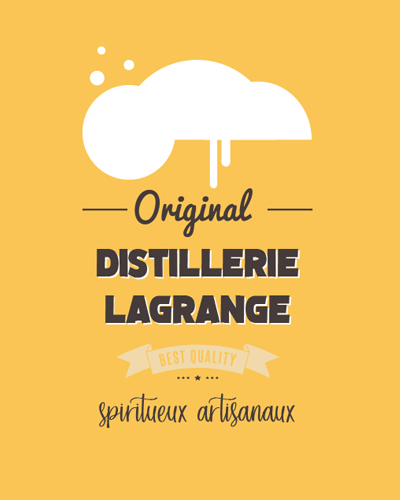 Original
DISTILLERIE
LAGRANGE
BEST QUALITY
spiritueux artisanaux